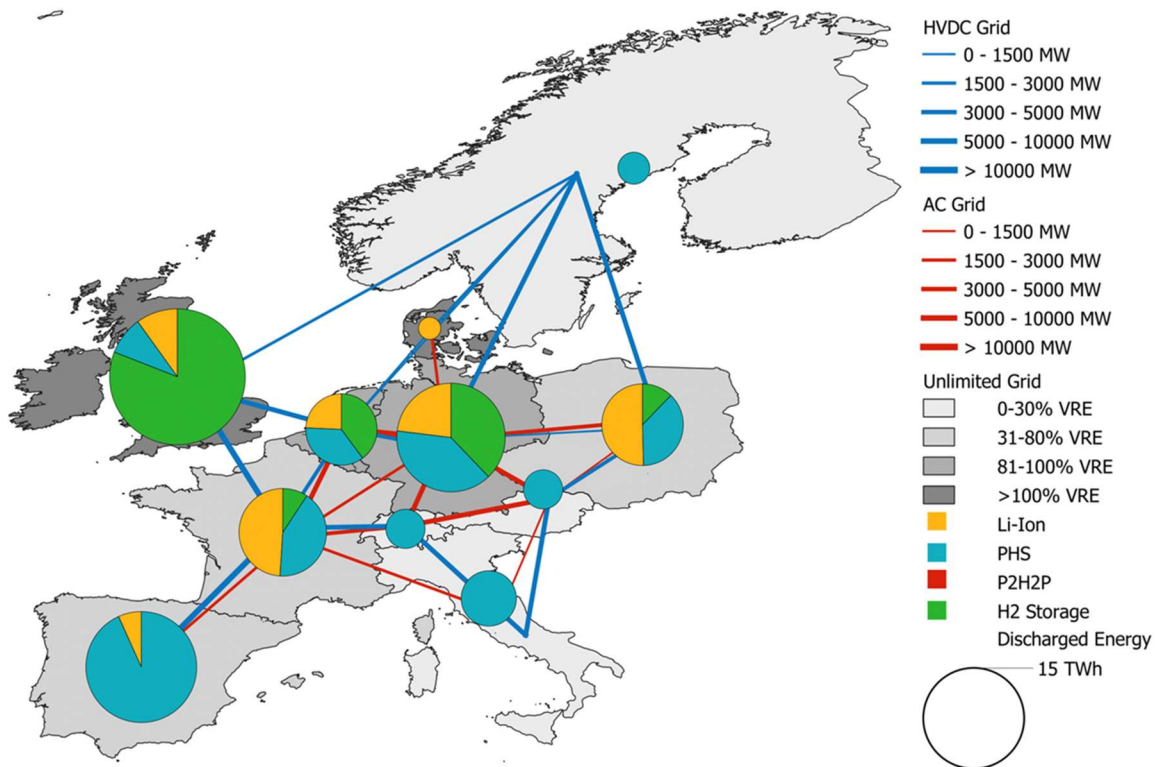 HVDC Grid
0 - 1500 MW
1500 - 3000 MW
3000 - 5000 MW
5000 - 10000 MW
> 10000 MW
AC Grid
0 - 1500 MW
1500 - 3000 MW
3000 - 5000 MW
5000 - 10000 MW
> 10000 MW
Unlimited Grid
0-30% VRE
31-80% VRE
81-100% VRE
>100% VRE
Li-Ion
PHS
P2H2P
H2 Storage
Discharged Energy
15 TWh